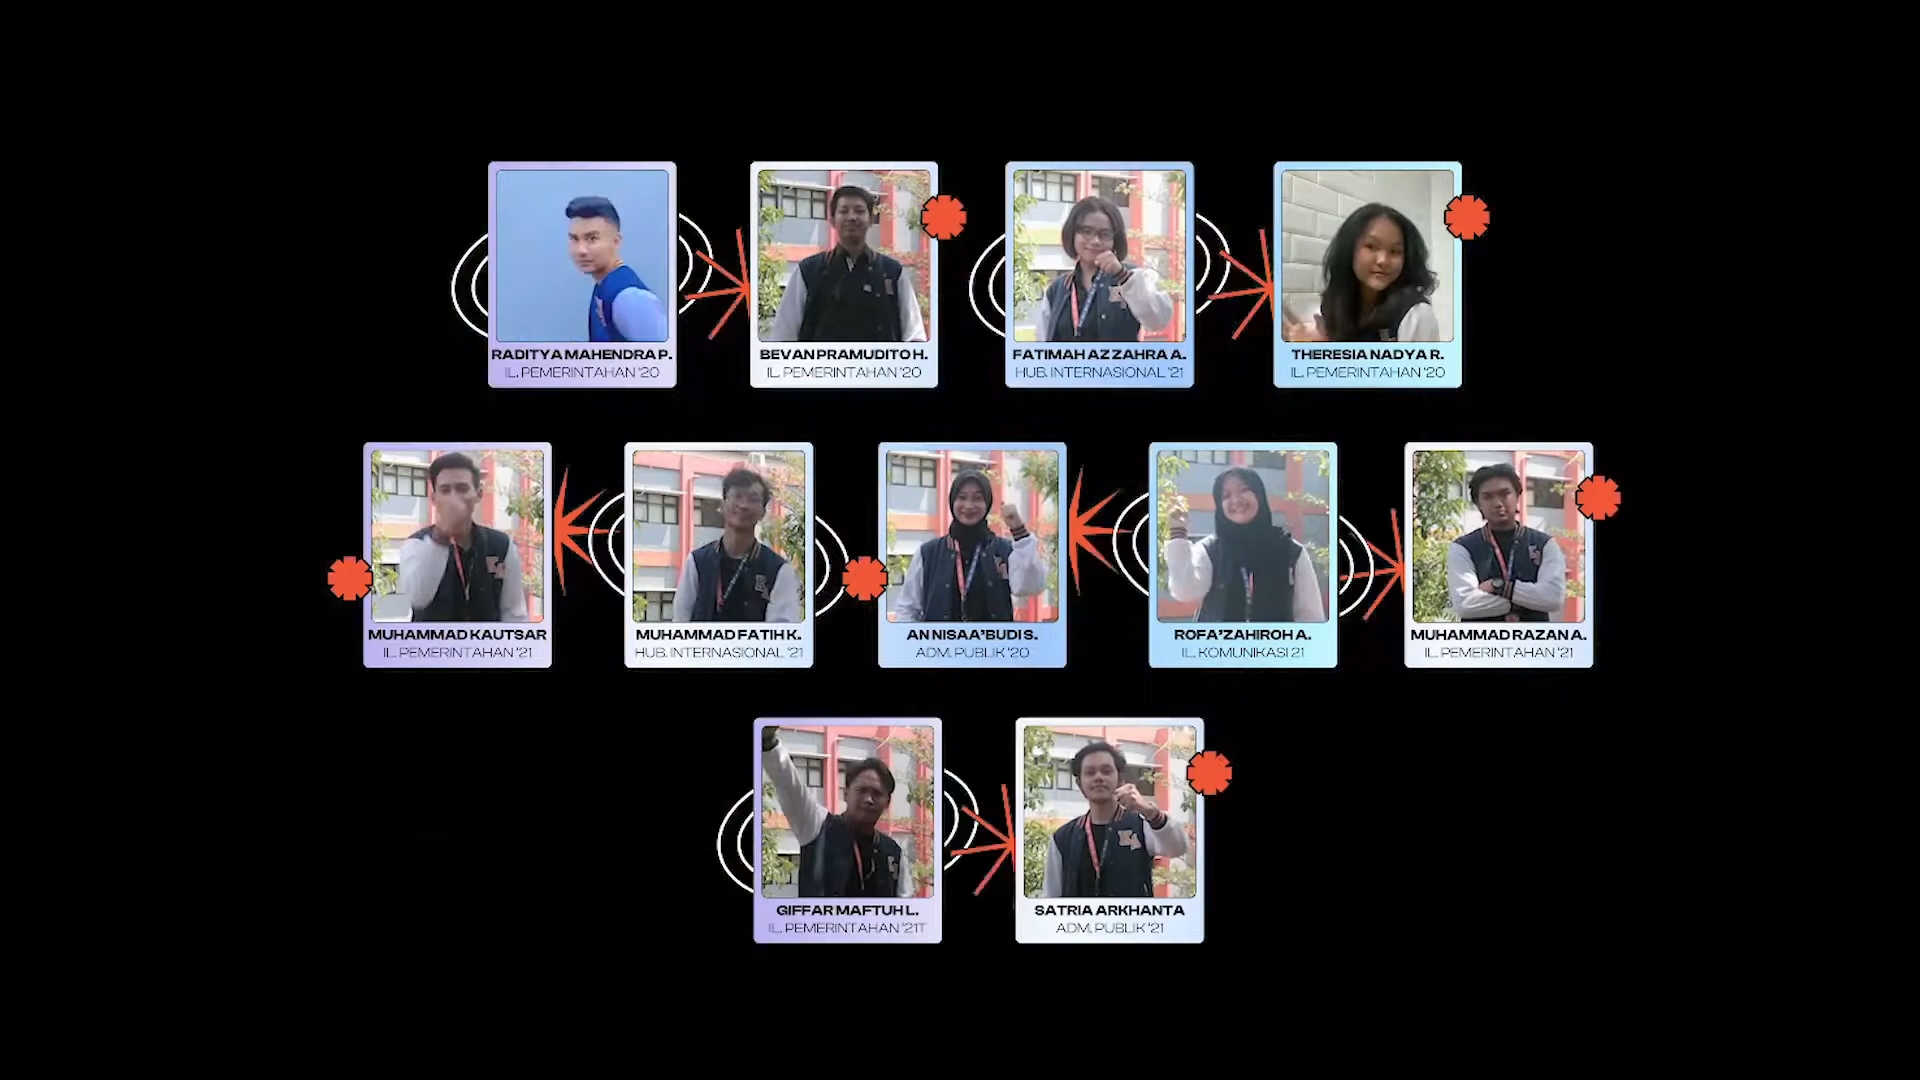 RADITYA MAHENDRA P.
IL. PEMERINTAHAN '20
BEVAN PRAMUDITO H.
IL. PEMERINTAHAN '20
FATIMAH AZ ZAHRA A.
HUB. INTERNASIONAL '21
THERESIA NADYA R.
IL. PEMERINTAHAN '20
MUHAMMAD KAUTSAR
IL. PEMERINTAHAN '21
MUHAMMAD FATIH K.
HUB. INTERNASIONAL '21
AN NISAA'BUDI S.
ADM. PUBLIK '20
ROFA'ZAHIROH A.
IL. KOMUNIKASI 21
MUHAMMAD RAZAN A.
IL. PEMERINTAHAN '21
GIFFAR MAFTUH L.
IL. PEMERINTAHAN '21T
SATRIA ARKHANTA
ADM. PUBLIK '21